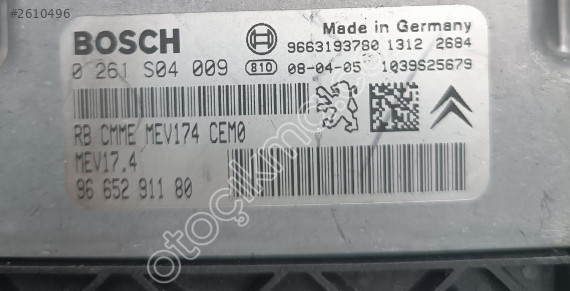 #2610496
BOSCH
Made in Germany
9663193780 1312 2684
0 261 S04 009
810
08-04-05 1039S25679
RB CMME MEV174 CEM0
MEV17.4
96 652 911 80
otoçıkma.com